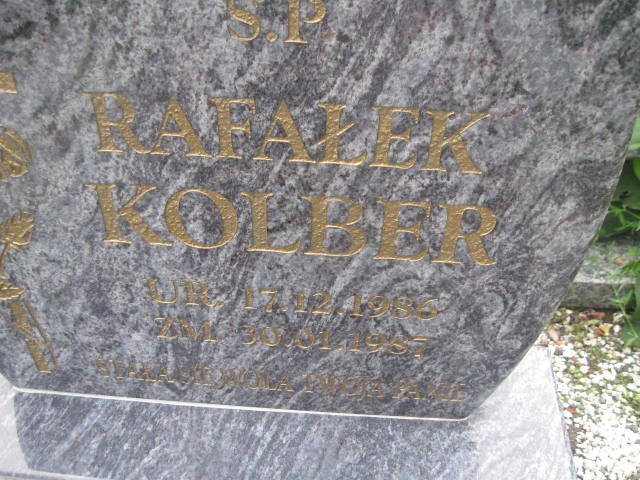 Ś.P.
RAFAŁEK
KOLBER
UR. 17.12.1986
ZM. 30.01.1987
STAŁA SIĘ WOLA TWOJA PANIE